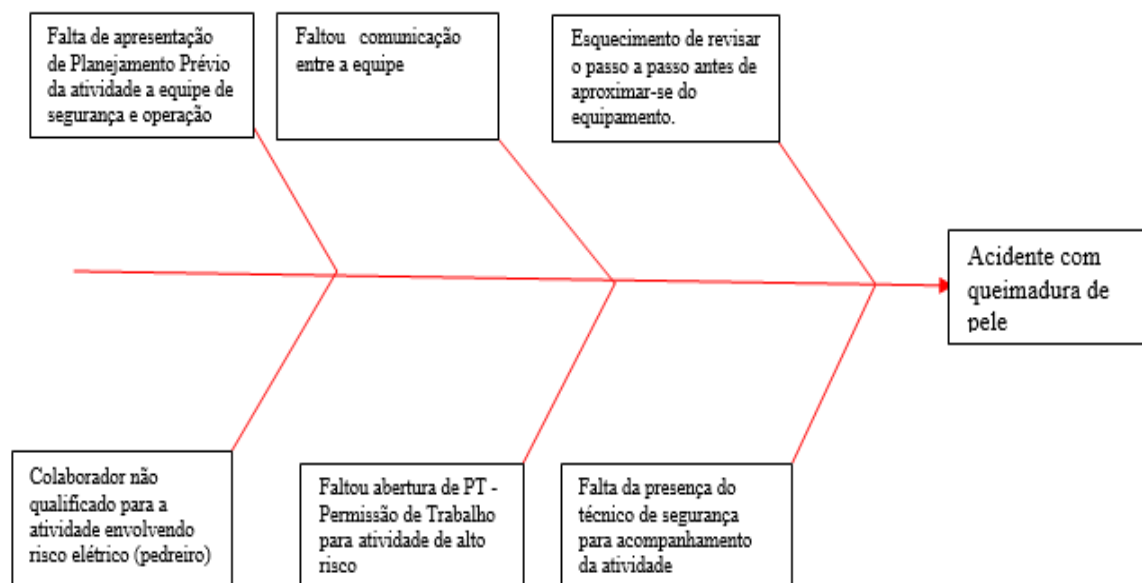 Falta de apresentação
de Planejamento Prévio
da atividade a equipe de
segurança e operação
Faltou comunicação
entre a equipe
Esquecimento de revisar
o passo a passo antes de
aproximar-se do
equipamento.
Acidente com
queimadura de
pele
Colaborador não
qualificado para a
atividade envolvendo
risco elétrico (pedreiro)
Faltou abertura de PT -
Permissão de Trabalho
para atividade de alto
risco
Falta da presença do
técnico de segurança
para acompanhamento
da atividade